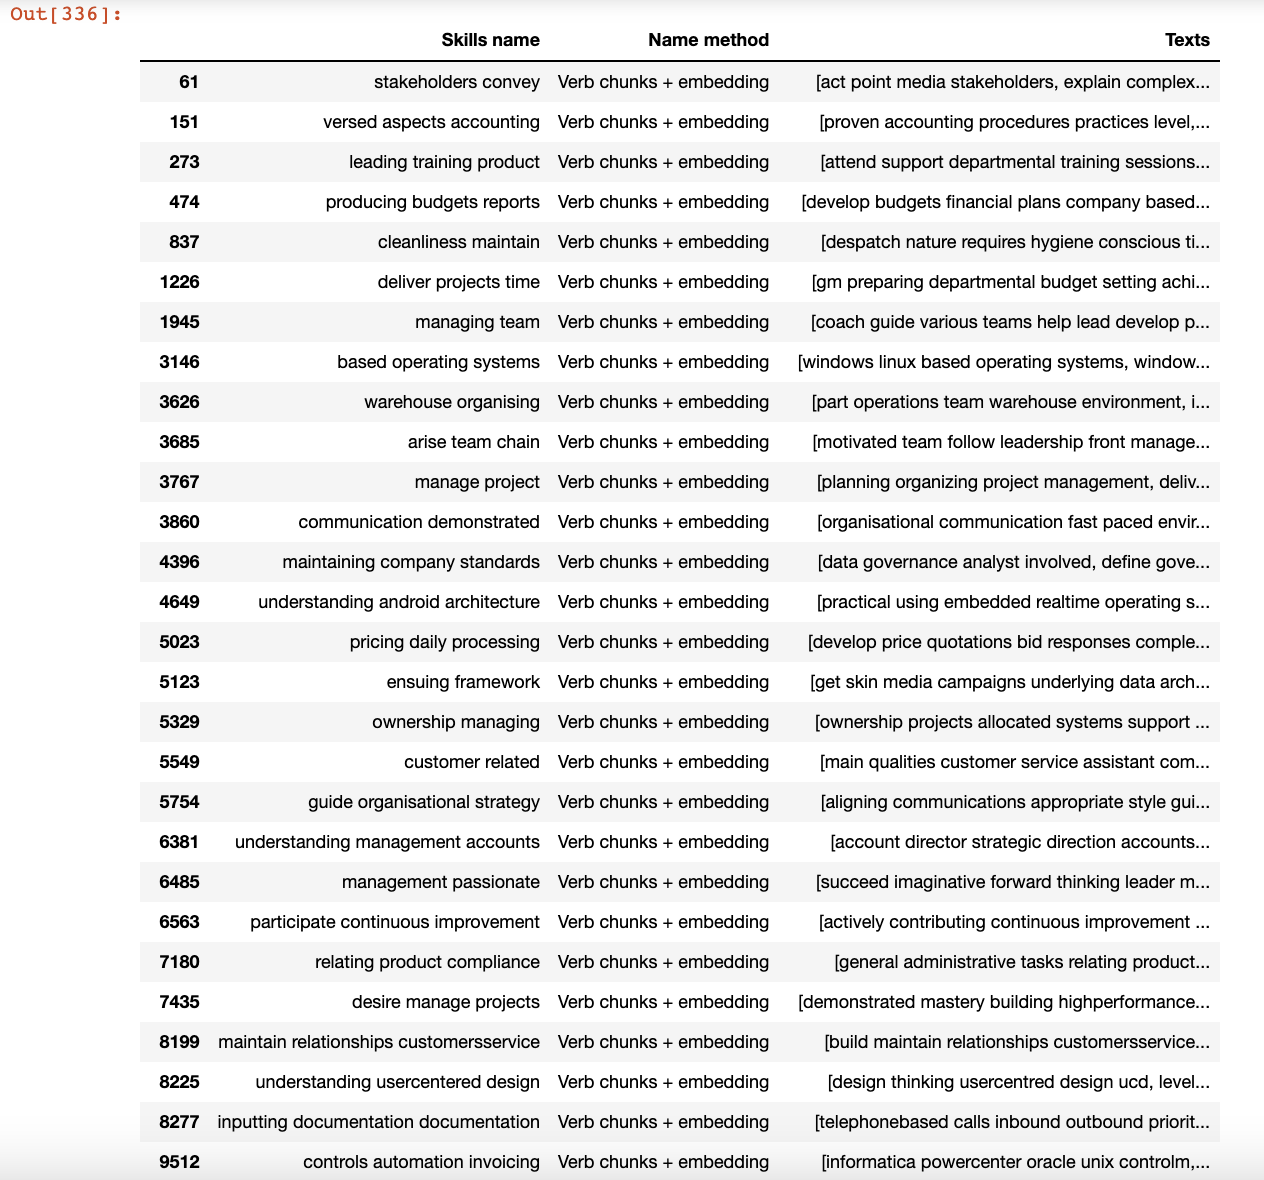 Out[336]:
Skills name Name method Texts
61 stakeholders convey Verb chunks + embedding [act point media stakeholders, explain complex...
151 versed aspects accounting Verb chunks + embedding [proven accounting procedures practices level,...
273 leading training product Verb chunks + embedding [attend support departmental training sessions...
474 producing budgets reports Verb chunks + embedding [develop budgets financial plans company based...
837 cleanliness maintain Verb chunks + embedding [despatch nature requires hygiene conscious ti...
1226 deliver projects time Verb chunks + embedding [gm preparing departmental budget setting achi...
1945 managing team Verb chunks + embedding [coach guide various teams help lead develop p...
3146 based operating systems Verb chunks + embedding [windows linux based operating systems, window...
3626 warehouse organising Verb chunks + embedding [part operations team warehouse environment, i...
3685 arise team chain Verb chunks + embedding [motivated team follow leadership front manage...
3767 manage project Verb chunks + embedding [planning organizing project management, deliv...
3860 communication demonstrated Verb chunks + embedding [organisational communication fast paced envir...
4396 maintaining company standards Verb chunks + embedding [data governance analyst involved, define gove...
4649 understanding android architecture Verb chunks + embedding [practical using embedded realtime operating s...
5023 pricing daily processing Verb chunks + embedding [develop price quotations bid responses comple...
5123 ensuing framework Verb chunks + embedding [get skin media campaigns underlying data arch...
5329 ownership managing Verb chunks + embedding [ownership projects allocated systems support ...
5549 customer related Verb chunks + embedding [main qualities customer service assistant com...
5754 guide organisational strategy Verb chunks + embedding [aligning communications appropriate style gui...
6381 understanding management accounts Verb chunks + embedding [account director strategic direction accounts...
6485 management passionate Verb chunks + embedding [succeed imaginative forward thinking leader m...
6563 participate continuous improvement Verb chunks + embedding [actively contributing continuous improvement ...
7180 relating product compliance Verb chunks + embedding [general administrative tasks relating product...
7435 desire manage projects Verb chunks + embedding [demonstrated mastery building highperformance...
8199 maintain relationships customersservice Verb chunks + embedding [build maintain relationships customersservice...
8225 understanding usercentered design Verb chunks + embedding [design thinking usercentred design ucd, level...
8277 inputting documentation documentation Verb chunks + embedding [telephonebased calls inbound outbound priorit...
9512 controls automation invoicing Verb chunks + embedding [informatica powercenter oracle unix controlm,...